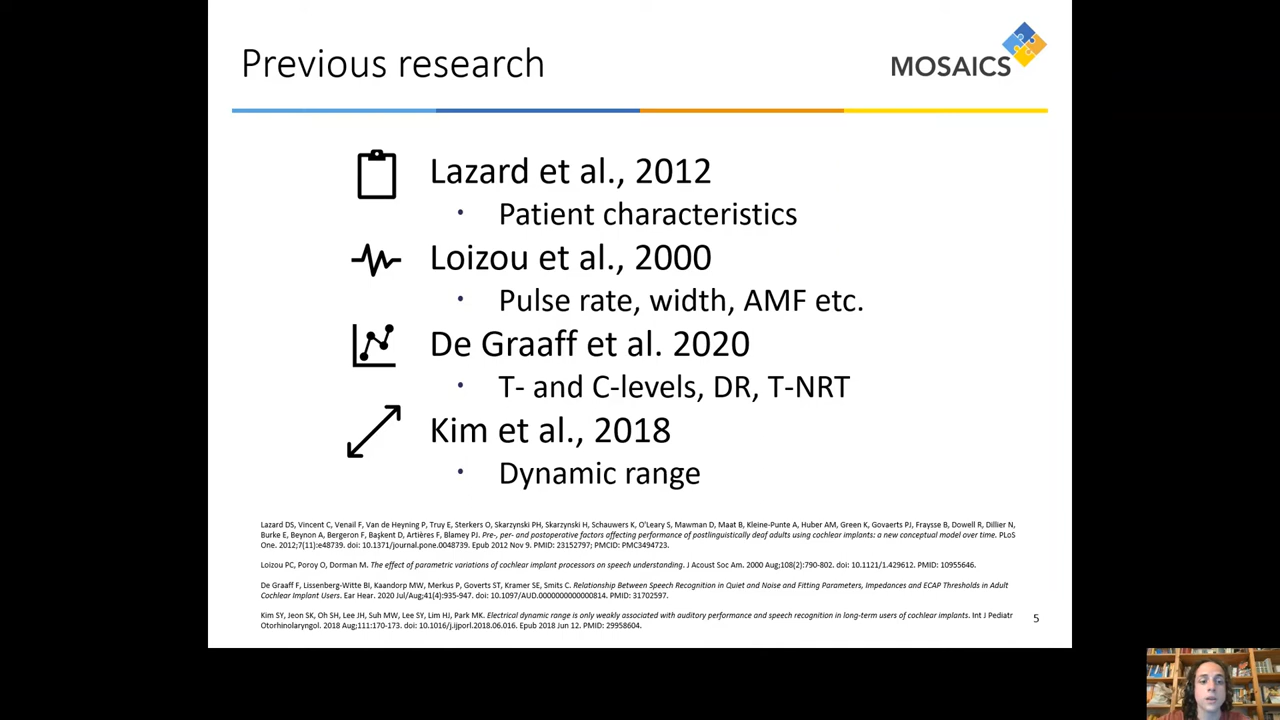 Previous research
MOSAICS
Lazard et al., 2012
• Patient characteristics
Loizou et al., 2000
• Pulse rate, width, AMF etc.
De Graaff et al. 2020
• T- and C-levels, DR, T-NRT
Kim et al., 2018
• Dynamic range
Lazard DS, Vincent C, Venail F, Van de Heyning P, Truy E, Sterkers O, Skarzynski PH, Skarzynski H, Schauwers K, O'Leary S, Mawman D, Maat B, Kleine-Punte A, Huber AM, Green K, Govaerts PJ, Fraysse B, Dowell R, Dillier N,
Burke E, Beynon A, Bergeron F, Başkent D, Artières F, Blamey PJ. Pre-, per- and postoperative factors affecting performance of postlinguistically deaf adults using cochlear implants: a new conceptual model over time. PLoS
One. 2012;7(11):e48739. doi: 10.1371/journal.pone.0048739. Epub 2012 Nov 9. PMID: 23152797; PMCID: PMC3494723.
Loizou PC, Poroy O, Dorman M. The effect of parametric variations of cochlear implant processors on speech understanding. J Acoust Soc Am. 2000 Aug;108(2):790-802. doi: 10.1121/1.429612. PMID: 10955646.
De Graaff F, Lissenberg-Witte BI, Kaandorp MW, Merkus P, Goverts ST, Kramer SE, Smits C. Relationship Between Speech Recognition in Quiet and Noise and Fitting Parameters, Impedances and ECAP Thresholds in Adult
Cochlear Implant Users. Ear Hear. 2020 Jul/Aug;41(4):935-947. doi: 10.1097/AUD.0000000000000814. PMID: 31702597.
Kim SY, Jeon SK, Oh SH, Lee JH, Suh MW, Lee SY, Lim HJ, Park MK. Electrical dynamic range is only weakly associated with auditory performance and speech recognition in long-term users of cochlear implants. Int J Pediatr
Otorhinolaryngol. 2018 Aug;111:170-173. doi: 10.1016/j.ijporl.2018.06.016. Epub 2018 Jun 12. PMID: 29958604.
5